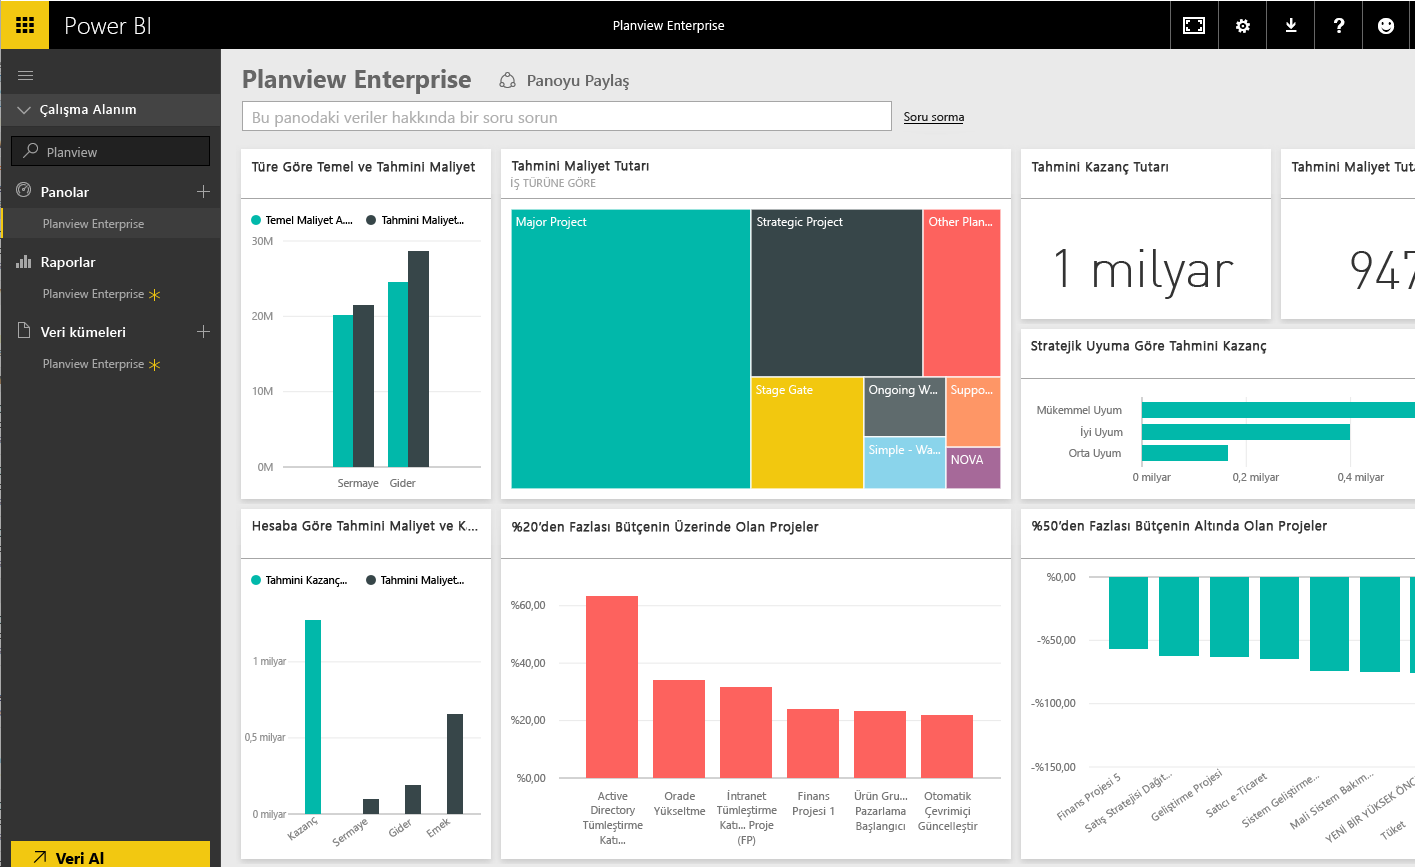 Power BI
Planview Enterprise
?
Çalışma Alanım
Planview
Panolar
Planview Enterprise
Raporlar
Planview Enterprise
Veri kümeleri
Planview Enterprise
Veri Al
Planview Enterprise
Panoyu Paylaş
Bu panodaki veriler hakkında bir soru sorun
Soru sorma
Türe Göre Temel ve Tahmini Maliyet
Temel Maliyet A....
Tahmini Maliyet...
30M
20M
10M
0M
Sermaye
Gider
Tahmini Maliyet Tutarı
İŞ TÜRÜNE GÖRE
Major Project
Strategic Project
Other Plan...
Stage Gate
Ongoing W...
Suppo...
Simple - Wa...
NOVA
Tahmini Kazanç Tutarı
1 milyar
Tahmini Maliyet Tut
947
Stratejik Uyuma Göre Tahmini Kazanç
Mükemmel Uyum
İyi Uyum
Orta Uyum
0 milyar
0,2 milyar
0,4 milyar
Hesaba Göre Tahmini Maliyet ve K...
Tahmini Kazanç...
Tahmini Maliyet...
1 milyar
0,5 milyar
0 milyar
Kazanç
Sermaye
Gider
Emek
%20'den Fazlası Bütçenin Üzerinde Olan Projeler
%60,00
%40,00
%20,00
%0,00
Active
Directory
Tümleştirme
Katı...
Orade
Yükseltme
İntranet
Tümleştirme
Katı... Proje
(FP)
Finans
Projesi 1
Ürün Gru...
Pazarlama
Başlangıcı
Otomatik
Çevrimiçi
Güncelleştir
%50'den Fazlası Bütçenin Altında Olan Projeler
%0,00
-%50,00
-%100,00
-%150,00
Finans Projesi 5
Satış Stratejisi Dağıt...
Geliştirme Projesi
Satıcı e-Ticaret
Sistem Geliştirme...
Mali Sistem Bakım...
YENİ BİR YÜKSEK ÖNC
Tüket